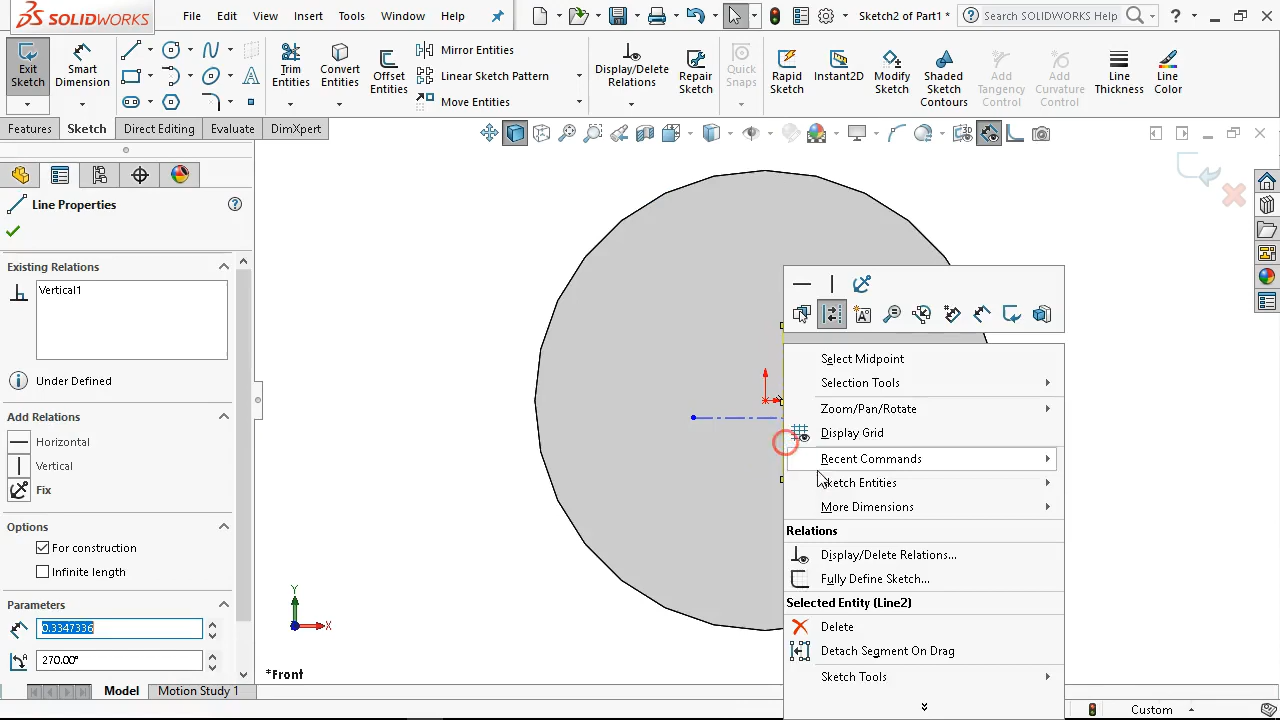 SOLIDWORKS
File Edit View Insert Tools Window Help
Sketch2 of Part1 *
Search SOLIDWORKS Help
Exit Sketch
Smart Dimension
Trim Entities
Convert Entities
Offset Entities
Mirror Entities
Linear Sketch Pattern
Move Entities
Display/Delete Relations
Repair Sketch
Quick Snaps
Rapid Sketch
Instant2D
Modify Sketch
Shaded Sketch Contours
Add Tangency Control
Add Curvature Control
Line Thickness
Line Color
Features Sketch Direct Editing Evaluate DimXpert
Line Properties
Existing Relations
Vertical1
Under Defined
Add Relations
Horizontal
Vertical
Fix
Options
For construction
Infinite length
Parameters
0.3347336
270.00°
Select Midpoint
Selection Tools
Zoom/Pan/Rotate
Display Grid
Recent Commands
Sketch Entities
More Dimensions
Relations
Display/Delete Relations...
Fully Define Sketch...
Selected Entity (Line2)
Delete
Detach Segment On Drag
Sketch Tools
Y
X
*Front
Model Motion Study 1
Custom